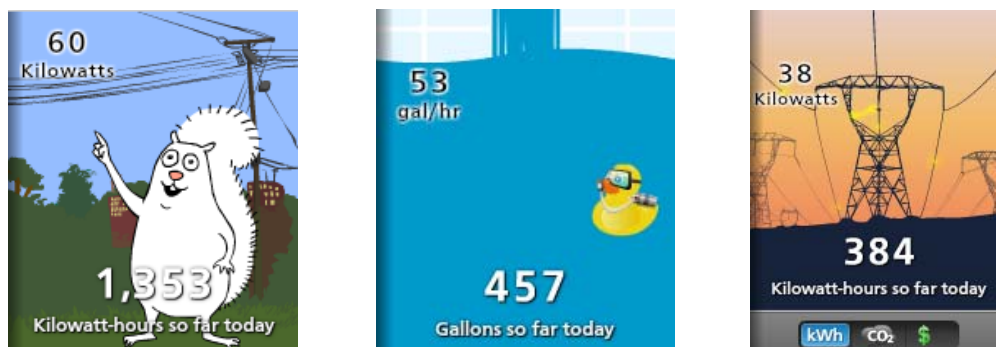 60
Kilowatts
1,353
Kilowatt-hours so far today
53
gal/hr
457
Gallons so far today
38
Kilowatts
384
Kilowatt-hours so far today
kWh CO₂ $